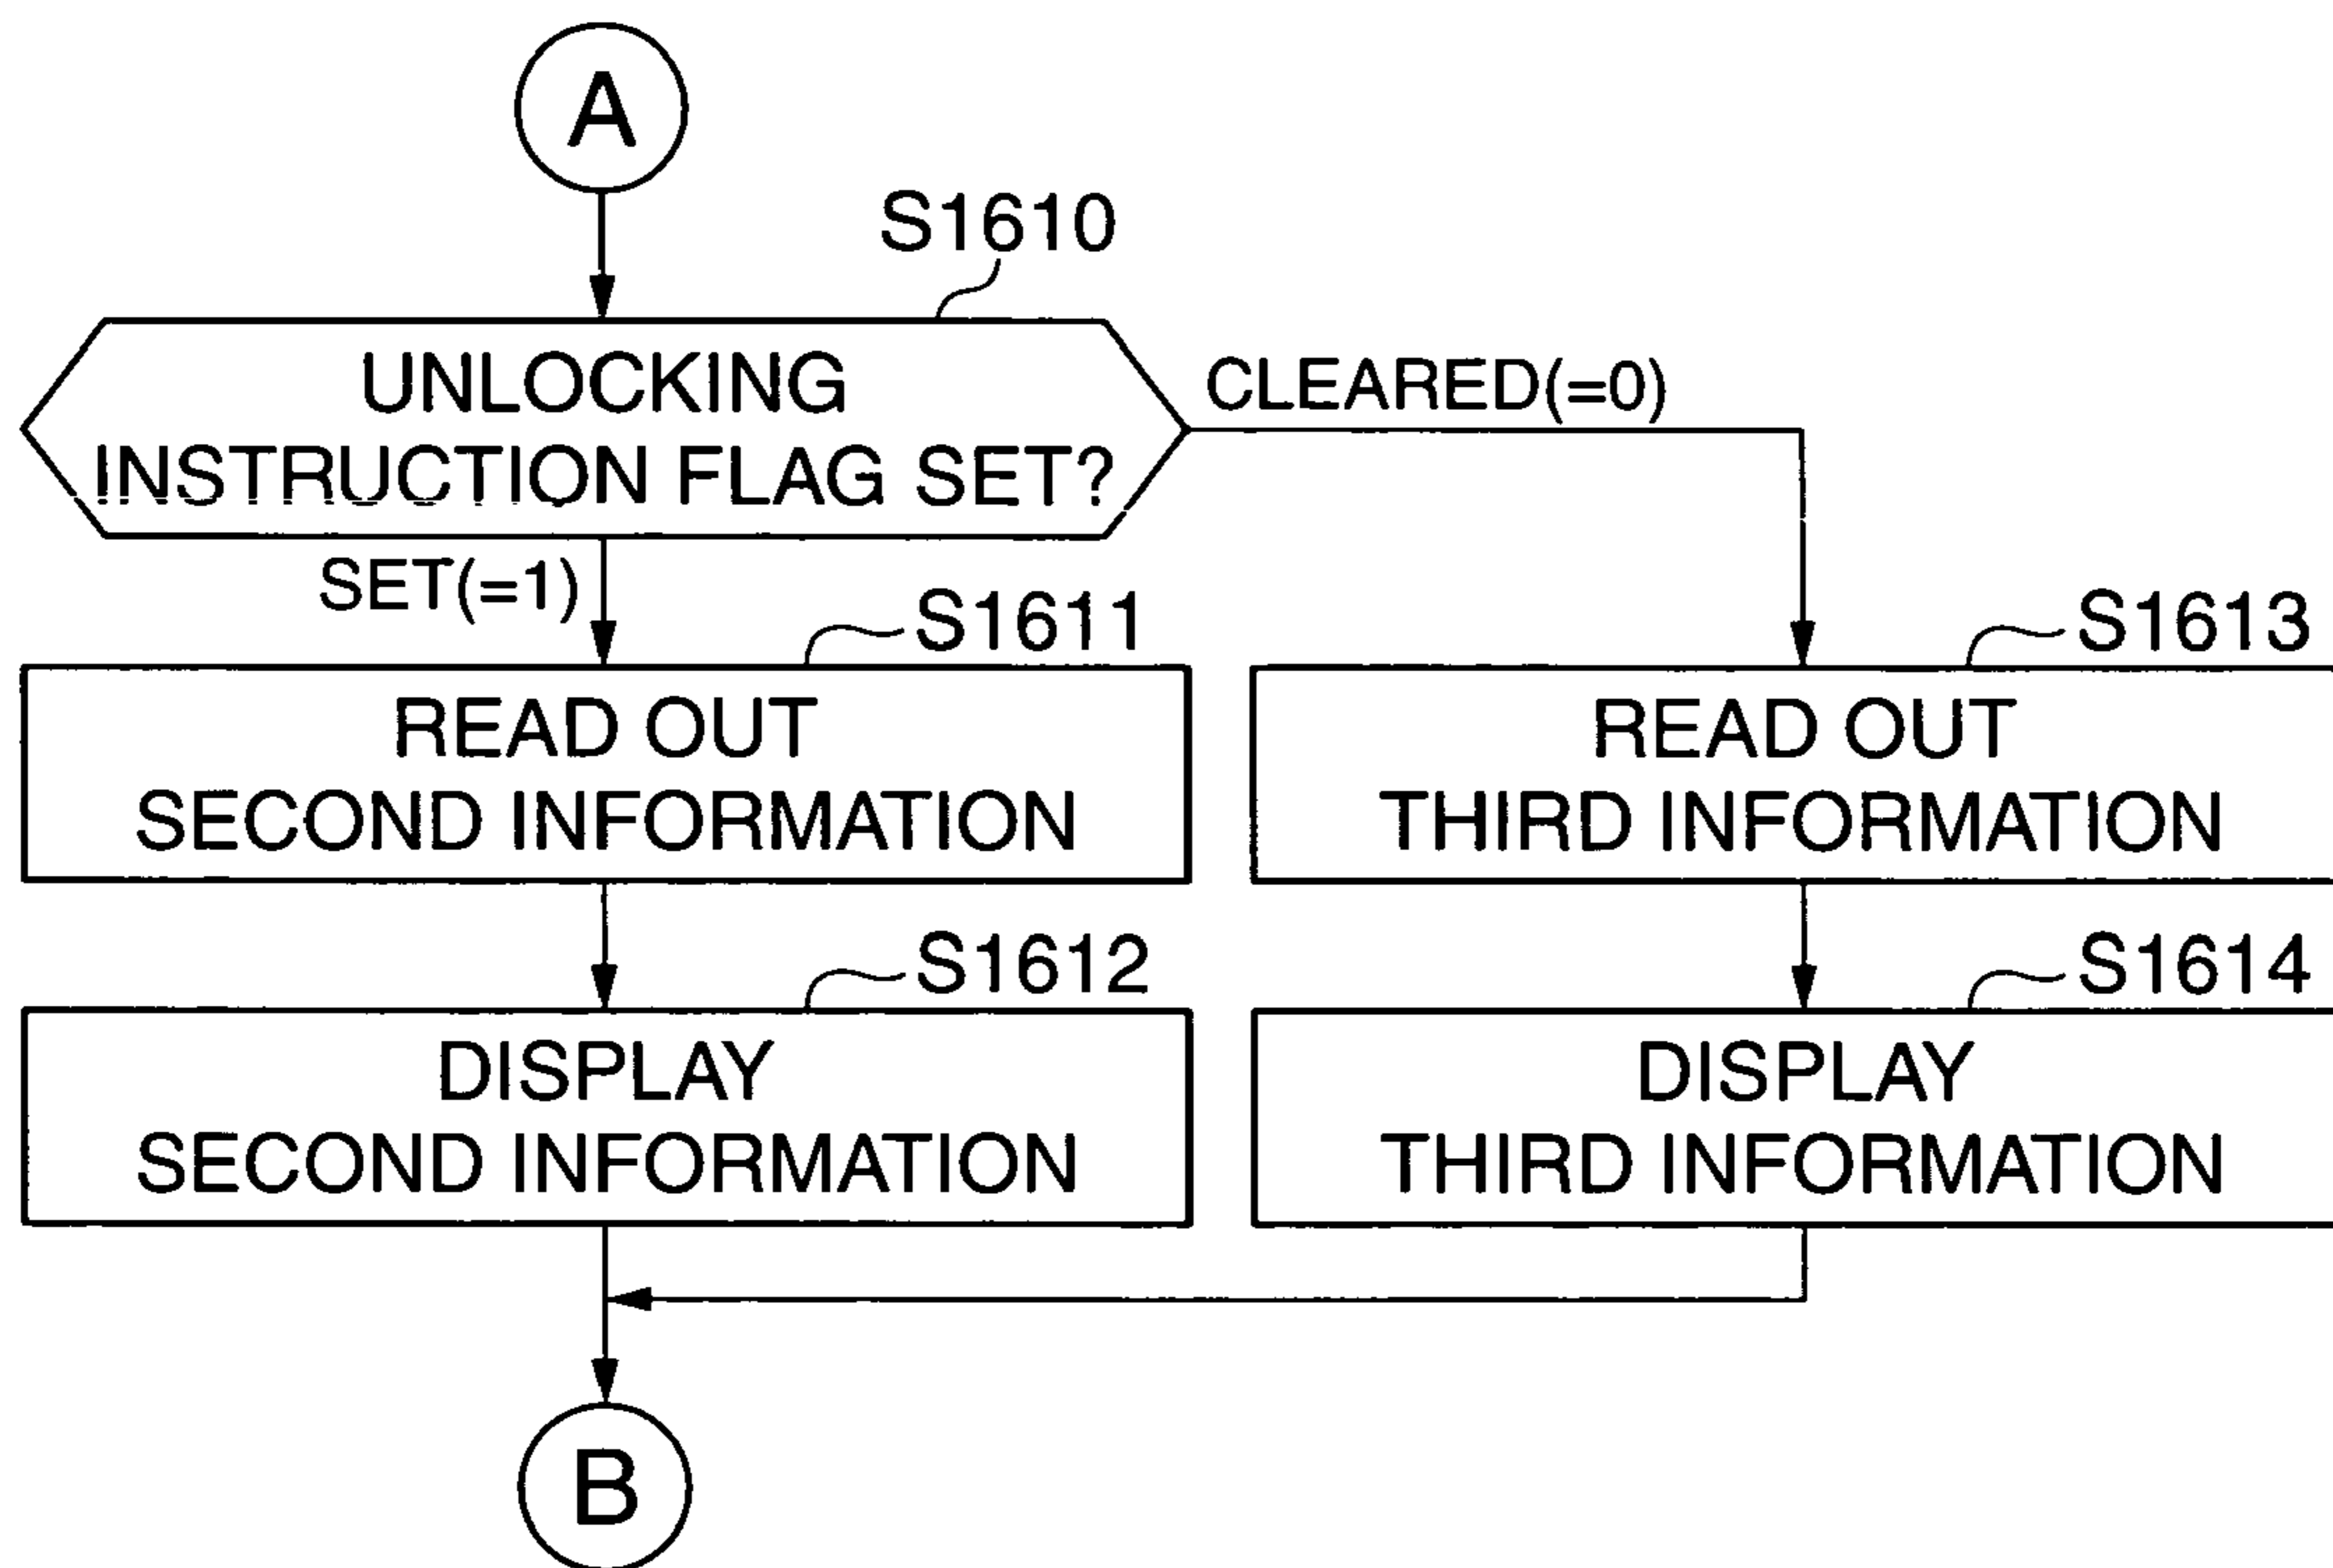 A
S1610
UNLOCKING
INSTRUCTION FLAG SET?
CLEARED(=0)
SET(=1)
S1611
READ OUT
SECOND INFORMATION
S1613
READ OUT
THIRD INFORMATION
S1612
DISPLAY
SECOND INFORMATION
S1614
DISPLAY
THIRD INFORMATION
B